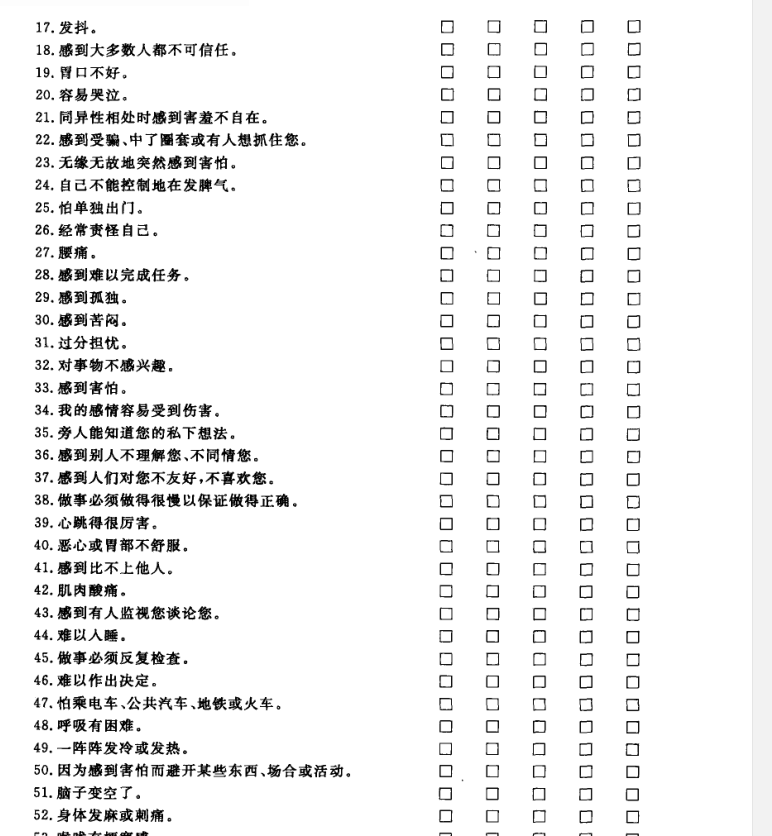 17. 发抖。
18. 感到大多数人都不可信任。
19. 胃口不好。
20. 容易哭泣。
21. 同异性相处时感到害羞不自在。
22. 感到受骗、中了圈套或有人想抓住您。
23. 无缘无故地突然感到害怕。
24. 自己不能控制地在发脾气。
25. 怕单独出门。
26. 经常责怪自己。
27. 腰痛。
28. 感到难以完成任务。
29. 感到孤独。
30. 感到苦闷。
31. 过分担忧。
32. 对事物不感兴趣。
33. 感到害怕。
34. 我的感情容易受到伤害。
35. 旁人能知道您的私下想法。
36. 感到别人不理解您、不同情您。
37. 感到人们对您不友好,不喜欢您。
38. 做事必须做得很慢以保证做得正确。
39. 心跳得很厉害。
40. 恶心或胃部不舒服。
41. 感到比不上他人。
42. 肌肉酸痛。
43. 感到有人监视您谈论您。
44. 难以入睡。
45. 做事必须反复检查。
46. 难以作出决定。
47. 怕乘电车、公共汽车、地铁或火车。
48. 呼吸有困难。
49. 一阵阵发冷或发热。
50. 因为感到害怕而避开某些东西、场合或活动。
51. 脑子变空了。
52. 身体发麻或刺痛。